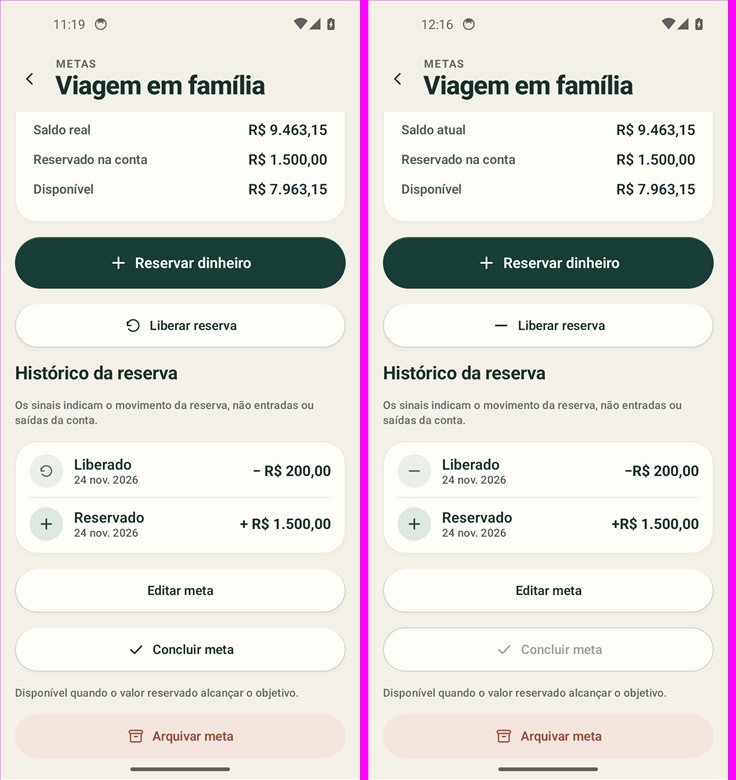 11:19
METAS
Viagem em família
Saldo real R$ 9.463,15
Reservado na conta R$ 1.500,00
Disponível R$ 7.963,15
+ Reservar dinheiro
Liberar reserva
Histórico da reserva
Os sinais indicam o movimento da reserva, não entradas ou
saídas da conta.
Liberado
24 nov. 2026
− R$ 200,00
Reservado
24 nov. 2026
+ R$ 1.500,00
Editar meta
Concluir meta
Disponível quando o valor reservado alcançar o objetivo.
Arquivar meta
12:16
METAS
Viagem em família
Saldo atual R$ 9.463,15
Reservado na conta R$ 1.500,00
Disponível R$ 7.963,15
+ Reservar dinheiro
− Liberar reserva
Histórico da reserva
Os sinais indicam o movimento da reserva, não entradas ou
saídas da conta.
Liberado
24 nov. 2026
−R$ 200,00
Reservado
24 nov. 2026
+R$ 1.500,00
Editar meta
Concluir meta
Disponível quando o valor reservado alcançar o objetivo.
Arquivar meta